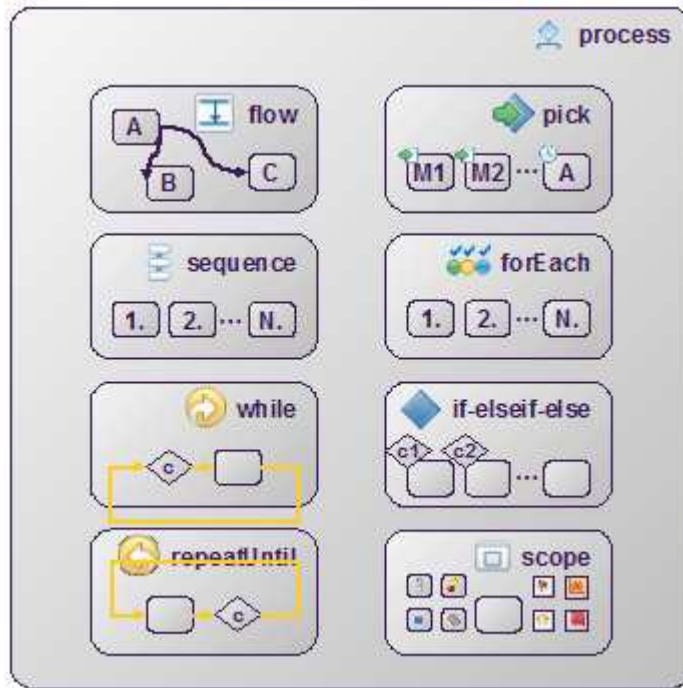 process
flow
A
B
C
pick
M1 M2 ... A
sequence
1. 2. ... N.
forEach
1. 2. ... N.
while
c
if-elseif-else
c1 c2 ...
repeatUntil
c
scope